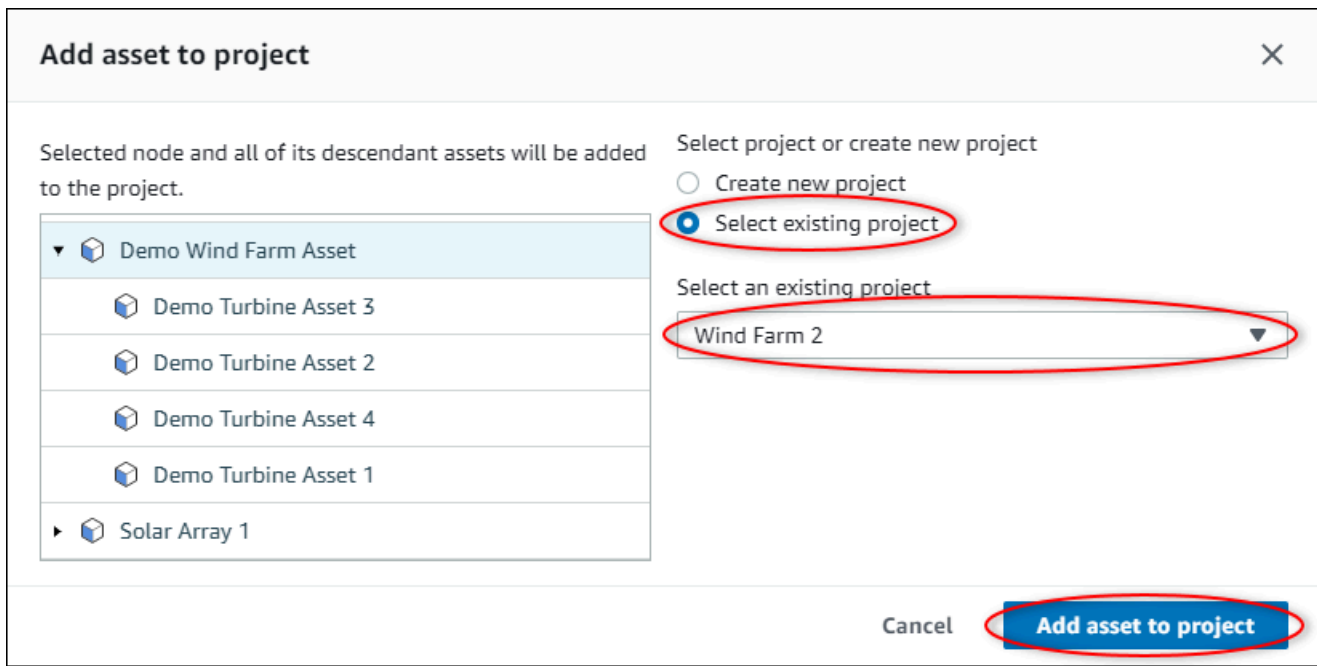 Add asset to project
Selected node and all of its descendant assets will be added
to the project.
Demo Wind Farm Asset
Demo Turbine Asset 3
Demo Turbine Asset 2
Demo Turbine Asset 4
Demo Turbine Asset 1
Solar Array 1
Select project or create new project
Create new project
Select existing project
Select an existing project
Wind Farm 2
Cancel
Add asset to project